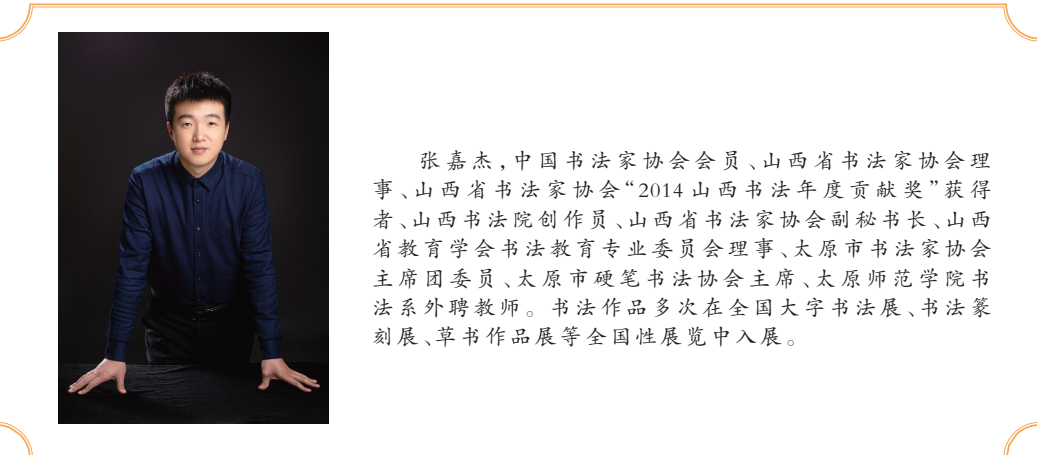 张嘉杰，中国书法家协会会员、山西省书法家协会理
事、山西省书法家协会“2014山西书法年度贡献奖”获得
者、山西书法院创作员、山西省书法家协会副秘书长、山西
省教育学会书法教育专业委员会理事、太原市书法家协会
主席团委员、太原市硬笔书法协会主席、太原师范学院书
法系外聘教师。书法作品多次在全国大字书法展、书法篆
刻展、草书作品展等全国性展览中入展。